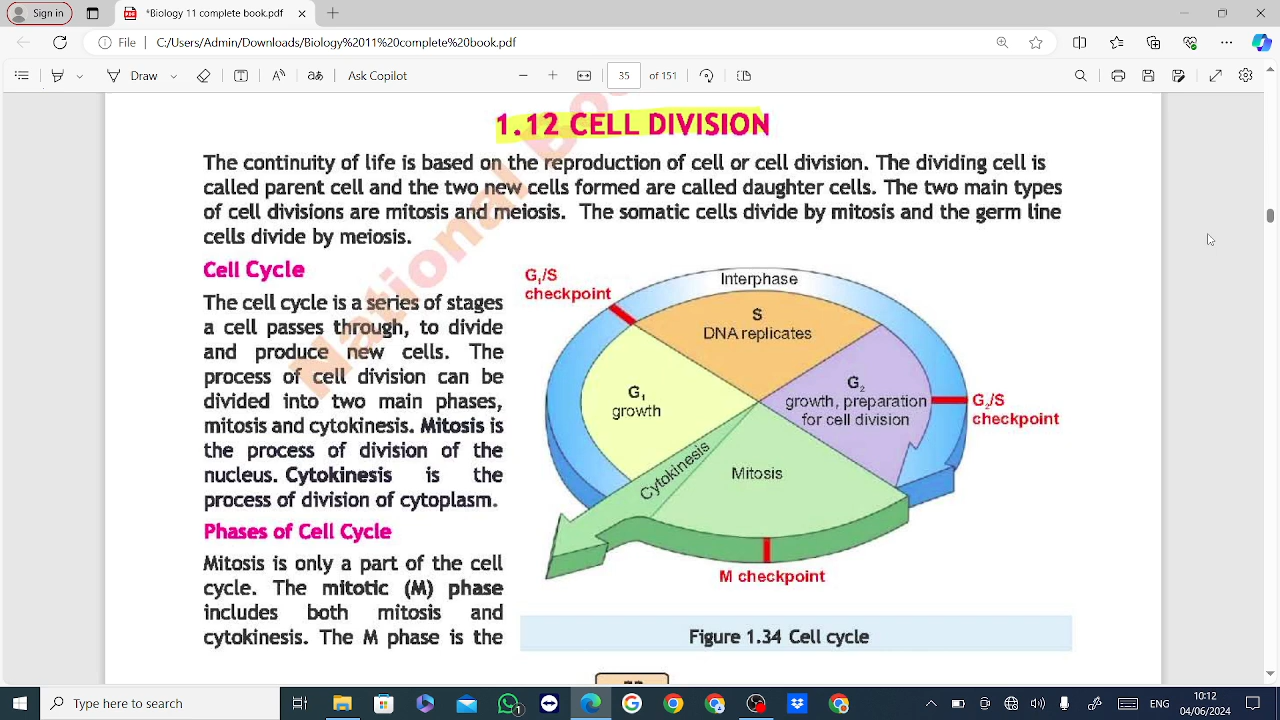 Sign in
*Biology 11 complete book.pdf
File C:/Users/Admin/Downloads/Biology%2011%20complete%20book.pdf
Draw
Ask Copilot
35 of 151
1.12 CELL DIVISION
The continuity of life is based on the reproduction of cell or cell division. The dividing cell is
called parent cell and the two new cells formed are called daughter cells. The two main types
of cell divisions are mitosis and meiosis. The somatic cells divide by mitosis and the germ line
cells divide by meiosis.
Cell Cycle
The cell cycle is a series of stages
a cell passes through, to divide
and produce new cells. The
process of cell division can be
divided into two main phases,
mitosis and cytokinesis. Mitosis is
the process of division of the
nucleus. Cytokinesis is the
process of division of cytoplasm.
Phases of Cell Cycle
Mitosis is only a part of the cell
cycle. The mitotic (M) phase
includes both mitosis and
cytokinesis. The M phase is the
G₁/S
checkpoint
Interphase
S
DNA replicates
G₁
growth
G₂
growth, preparation
for cell division
G₂/S
checkpoint
Cytokinesis
Mitosis
M checkpoint
Figure 1.34 Cell cycle
National
Type here to search
ENG
10:12
04/06/2024